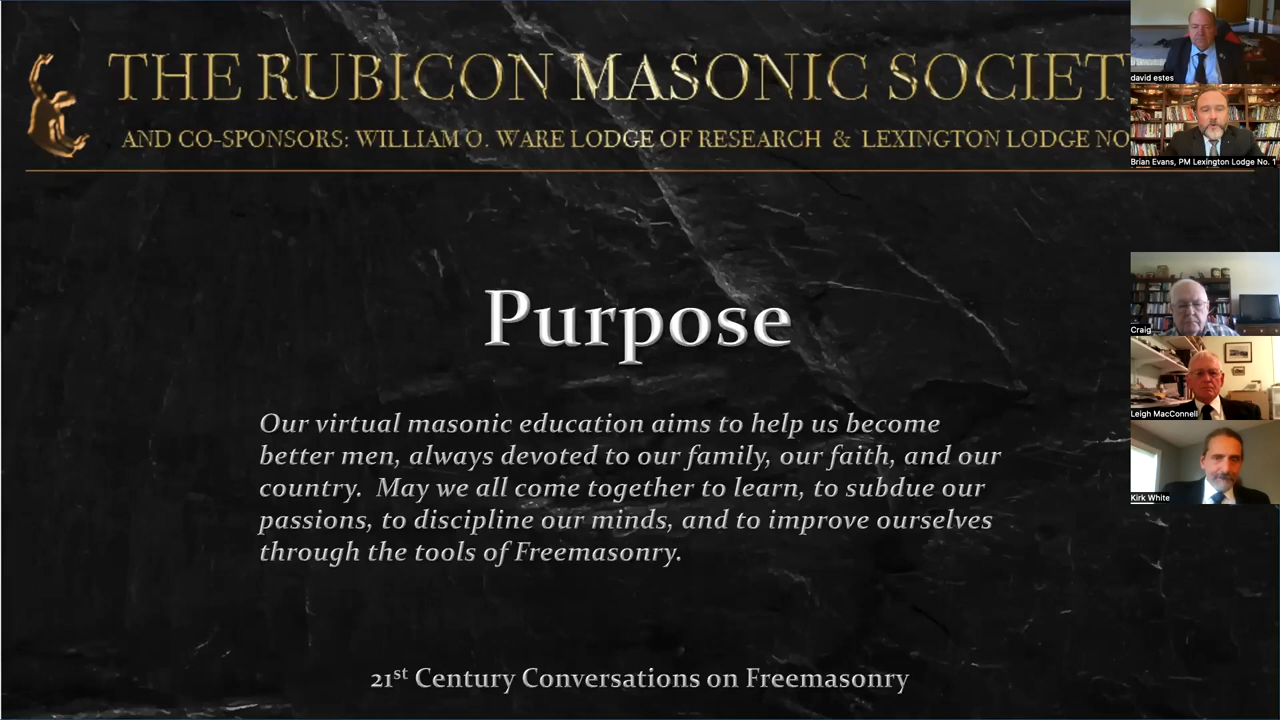 THE RUBICON MASONIC SOCIET
AND CO-SPONSORS: WILLIAM O. WARE LODGE OF RESEARCH & LEXINGTON LODGE NO
Purpose
Our virtual masonic education aims to help us become
better men, always devoted to our family, our faith, and our
country. May we all come together to learn, to subdue our
passions, to discipline our minds, and to improve ourselves
through the tools of Freemasonry.
21st Century Conversations on Freemasonry
david estes
Brian Evans, PM Lexington Lodge No. 1
Craig
Leigh MacConnell
Kirk White